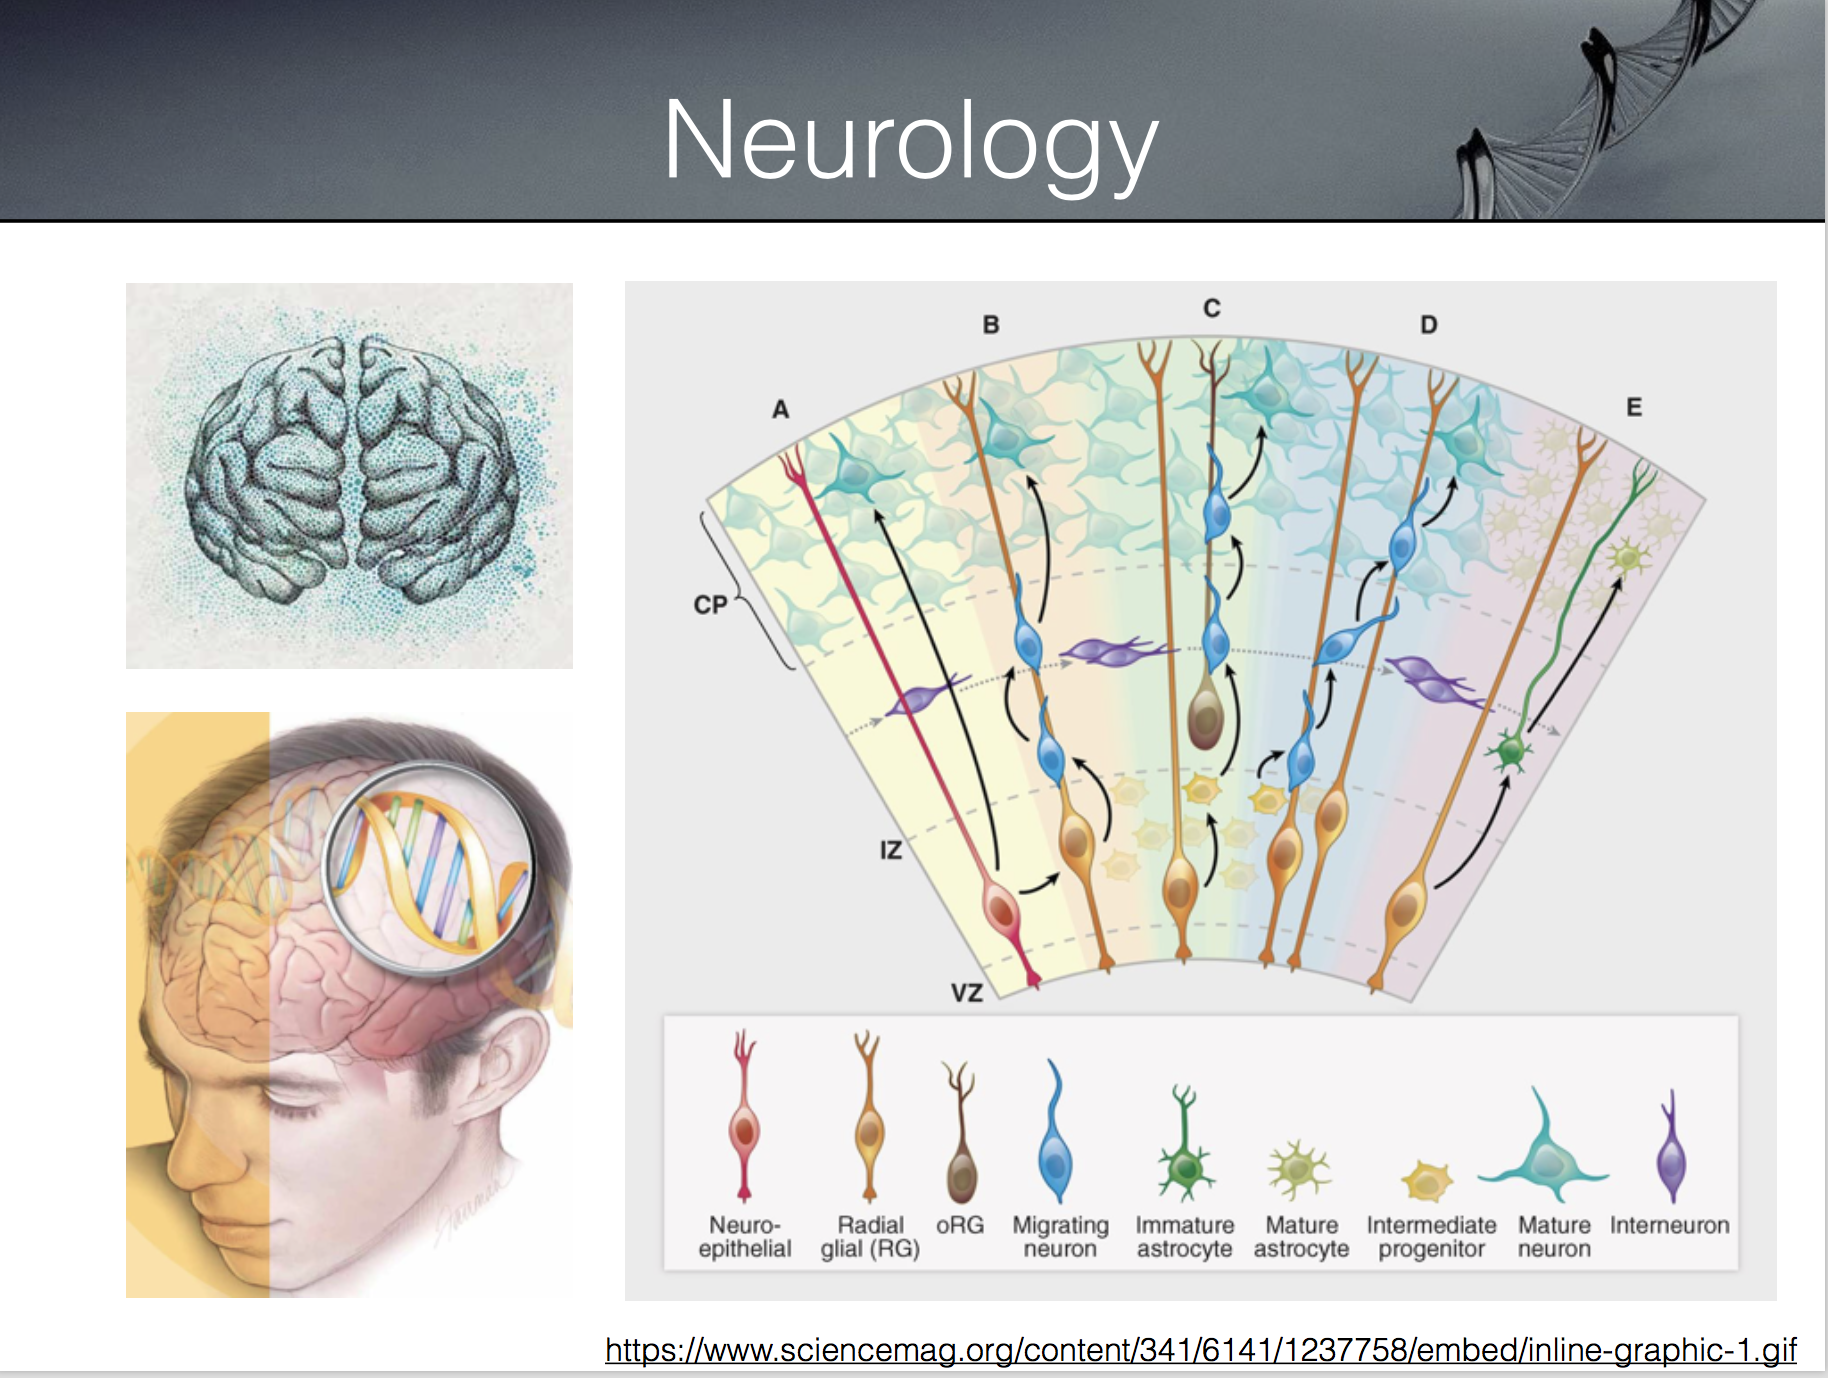 Neurology
A
B
C
D
E
CP
IZ
VZ
Neuro-
epithelial
Radial
glial (RG)
oRG
Migrating
neuron
Immature
astrocyte
Mature
astrocyte
Intermediate
progenitor
Mature
neuron
Interneuron
https://www.sciencemag.org/content/341/6141/1237758/embed/inline-graphic-1.gif